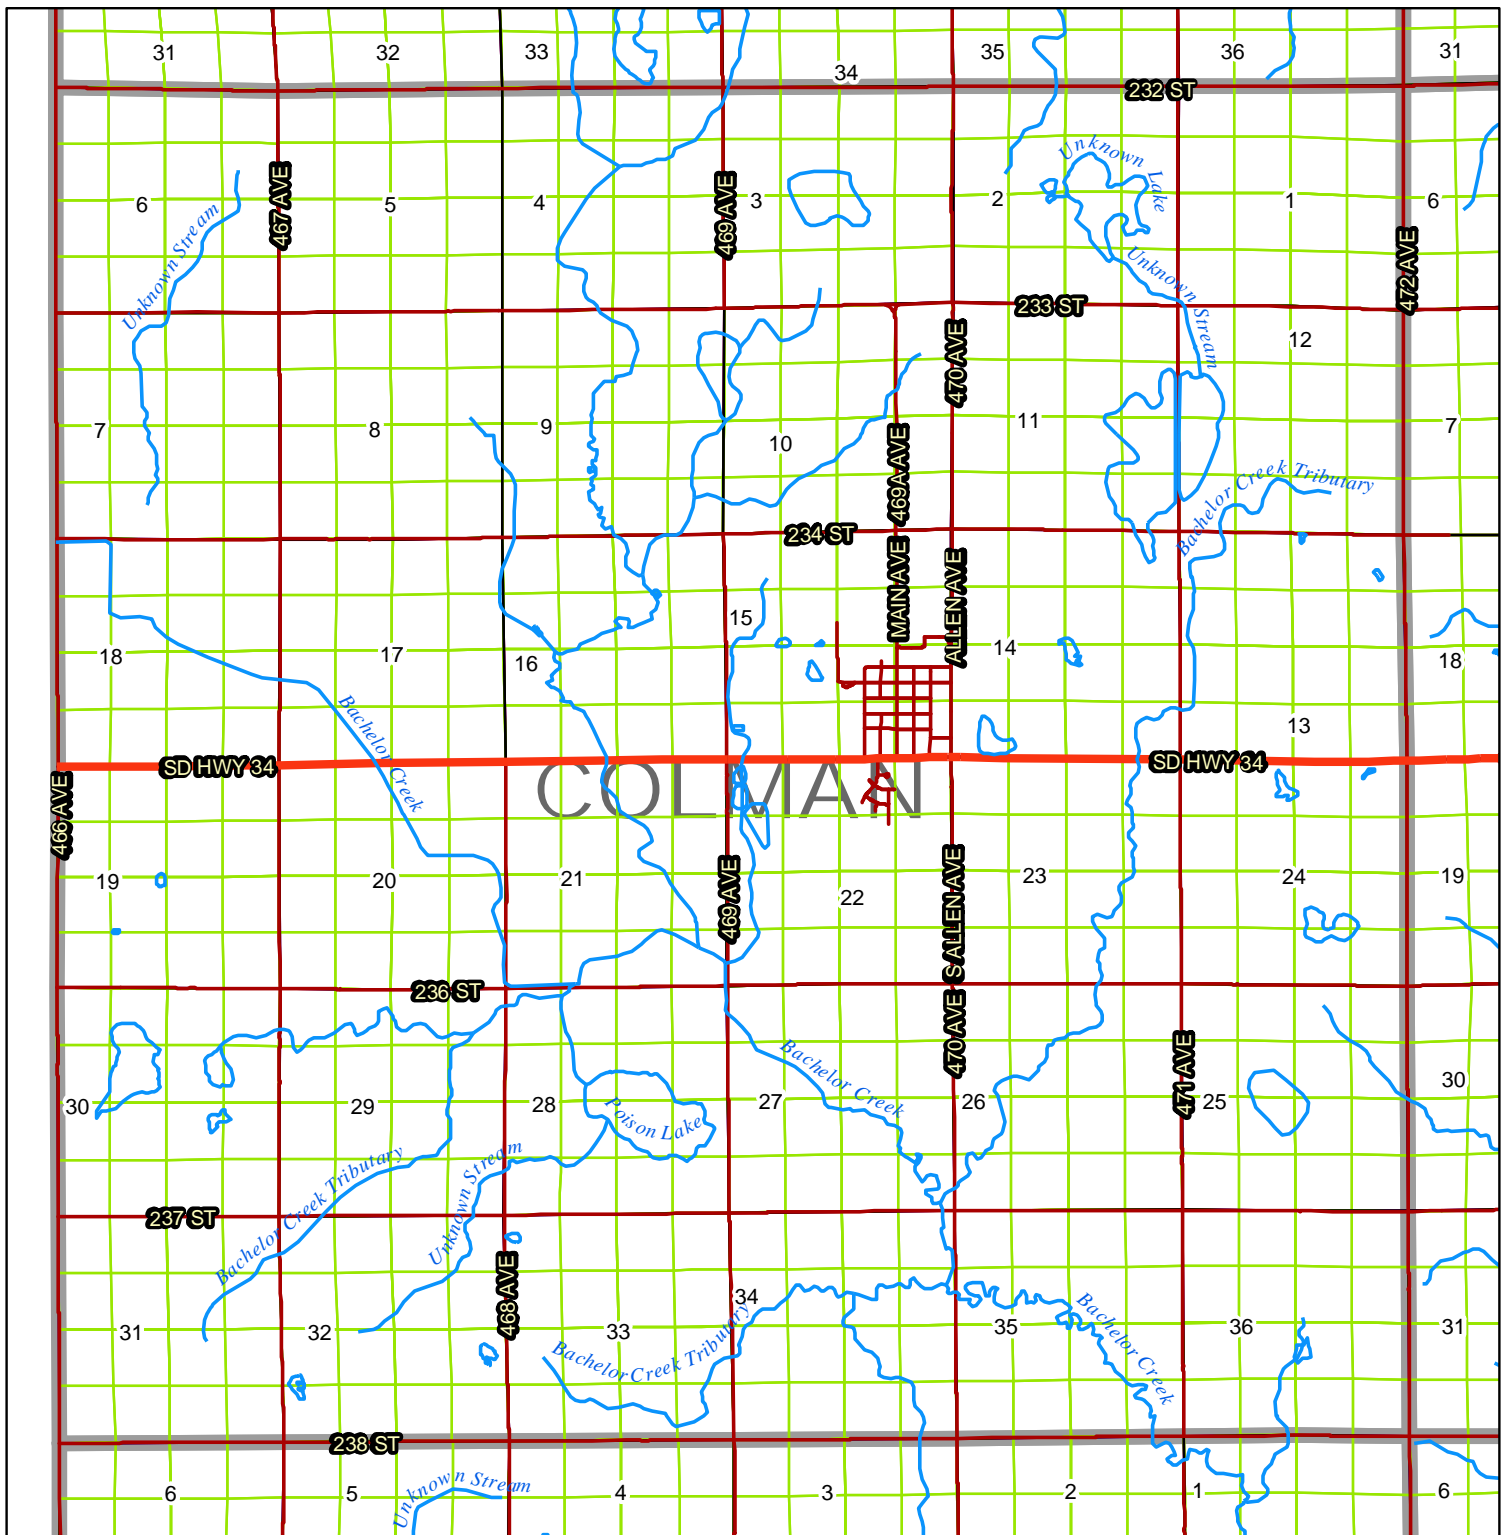 31
32
33
34
35
36
31
232 ST
Unknown Lake
6
467 AVE
5
4
469 AVE
3
2
1
6
Unknown Stream
Unknown Stream
472 AVE
233 ST
470 AVE
12
7
8
9
10
469A AVE
11
7
Bachelor Creek Tributary
234 ST
MAIN AVE
ALLEN AVE
15
14
18
17
16
18
Bachelor Creek
13
SD HWY 34
SD HWY 34
COLMAN
466 AVE
19
20
21
469 AVE
22
S ALLEN AVE
23
24
19
236 ST
470 AVE
471 AVE
Bachelor Creek
30
29
28
Poison Lake
27
26
25
30
Bachelor Creek Tributary
Unknown Stream
237 ST
468 AVE
34
Bachelor Creek
31
32
33
35
36
31
Bachelor Creek Tributary
238 ST
Unknown Stream
6
5
4
3
2
1
6